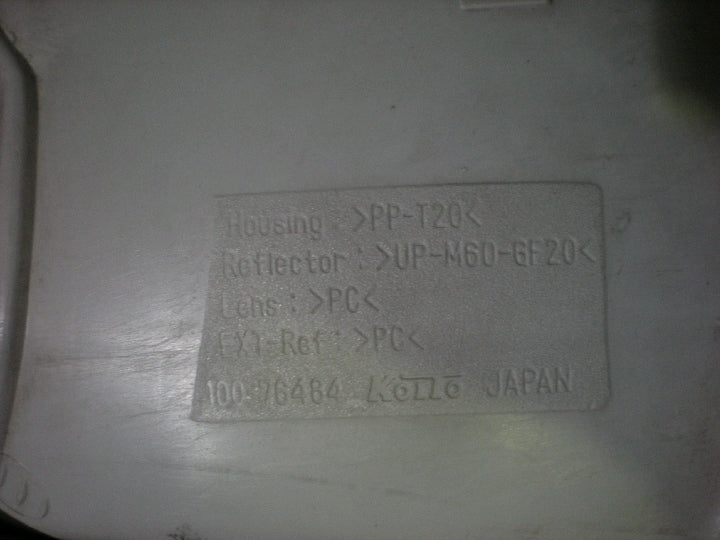 Housing : >PP-T20<
Reflector : >UP-M60-GF20<
Lens : >PC<
EXT-Ref : >PC<
100-76484 KOITO JAPAN